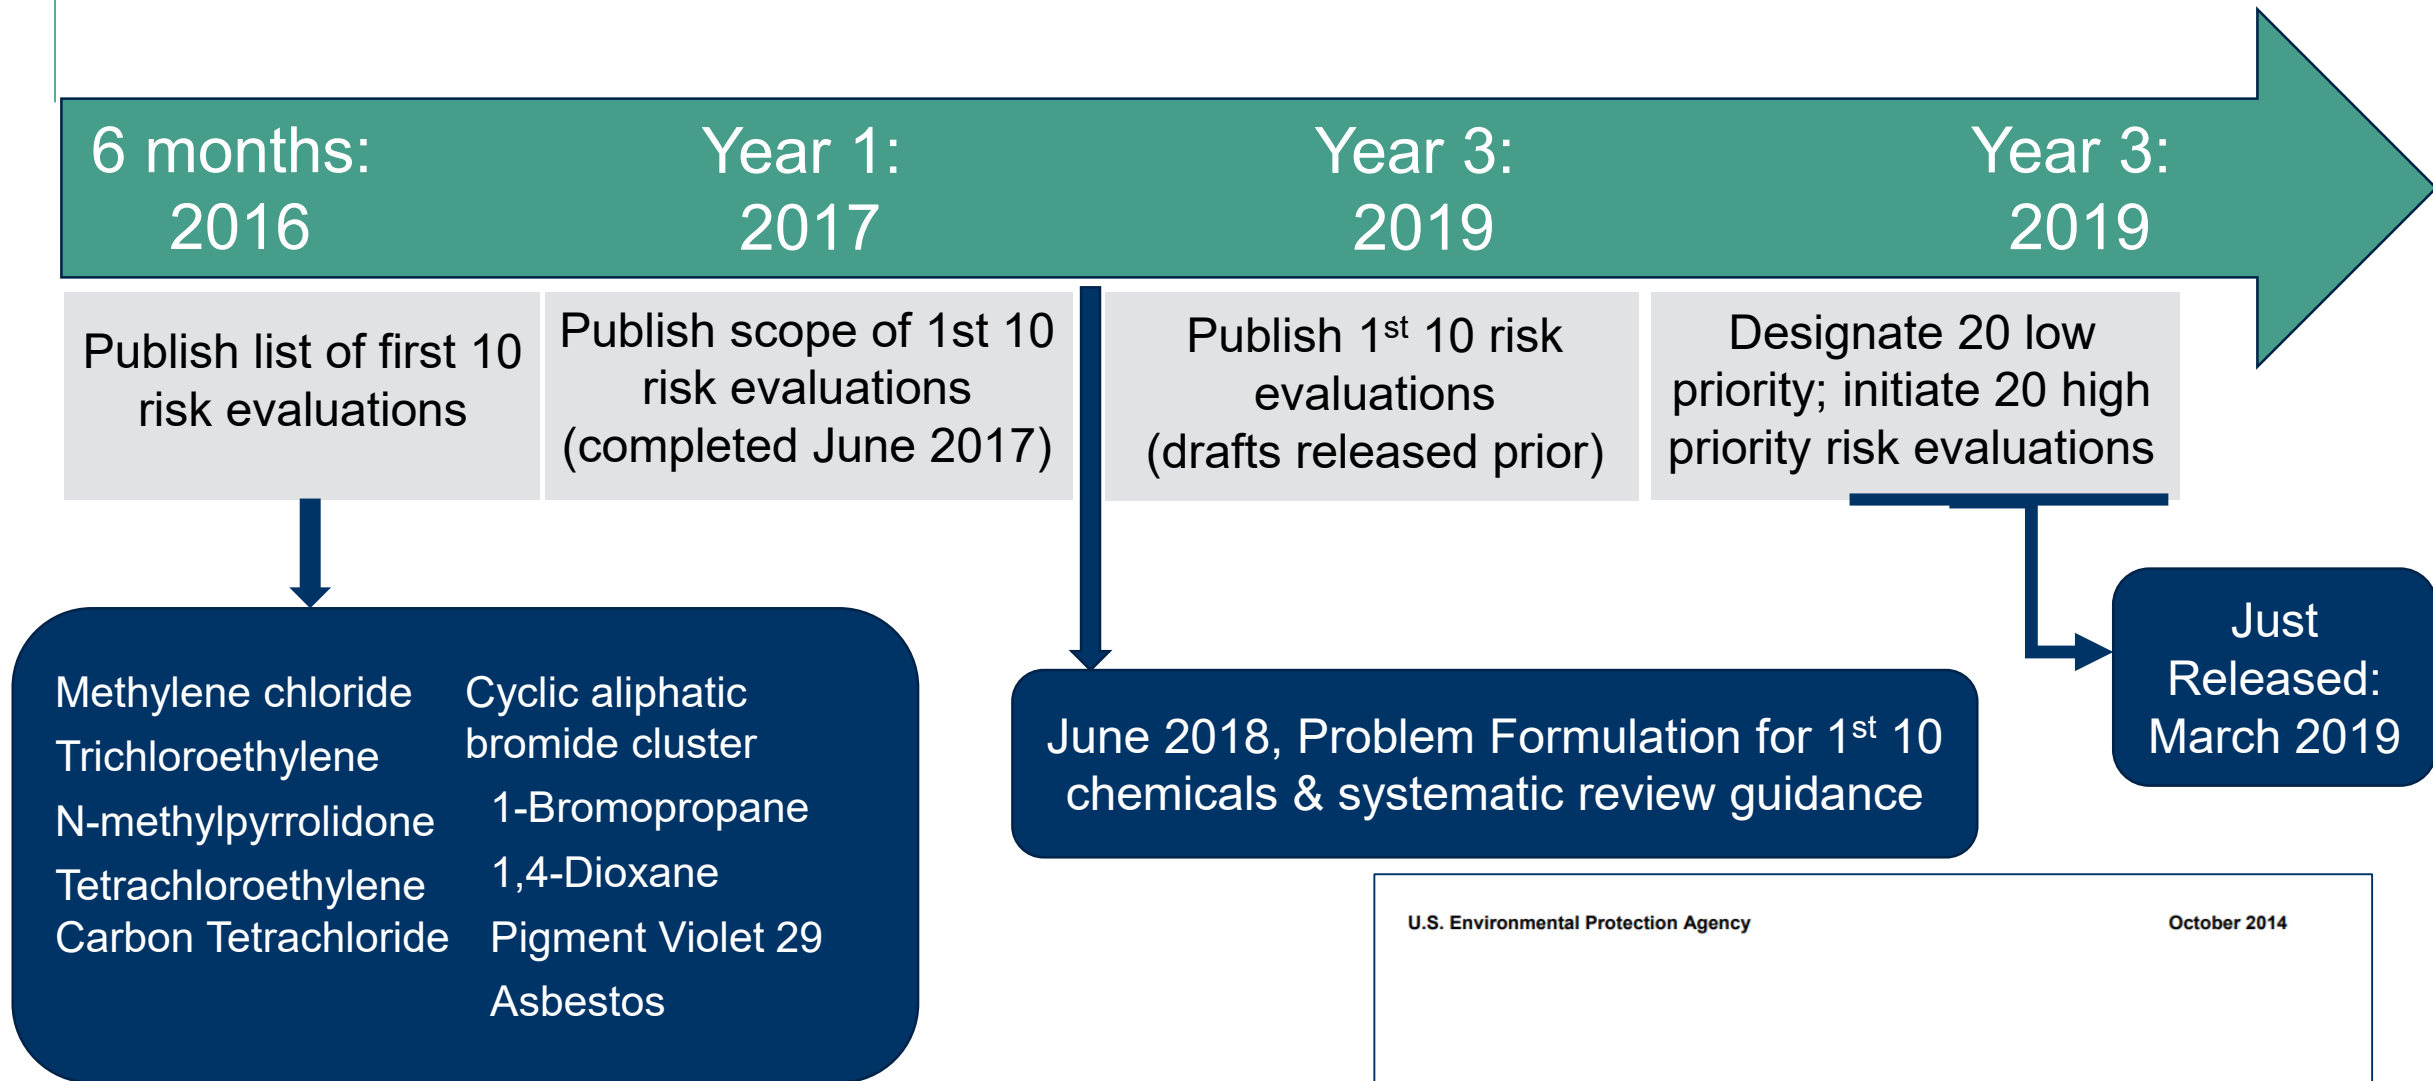 6 months:
2016
Year 1:
2017
Year 3:
2019
Year 3:
2019
Publish list of first 10
risk evaluations
Publish scope of 1st 10
risk evaluations
(completed June 2017)
Publish 1st 10 risk
evaluations
(drafts released prior)
Designate 20 low
priority; initiate 20 high
priority risk evaluations
Methylene chloride
Trichloroethylene
N-methylpyrrolidone
Tetrachloroethylene
Carbon Tetrachloride
Cyclic aliphatic
bromide cluster
1-Bromopropane
1,4-Dioxane
Pigment Violet 29
Asbestos
June 2018, Problem Formulation for 1st 10
chemicals & systematic review guidance
Just
Released:
March 2019
U.S. Environmental Protection Agency
October 2014